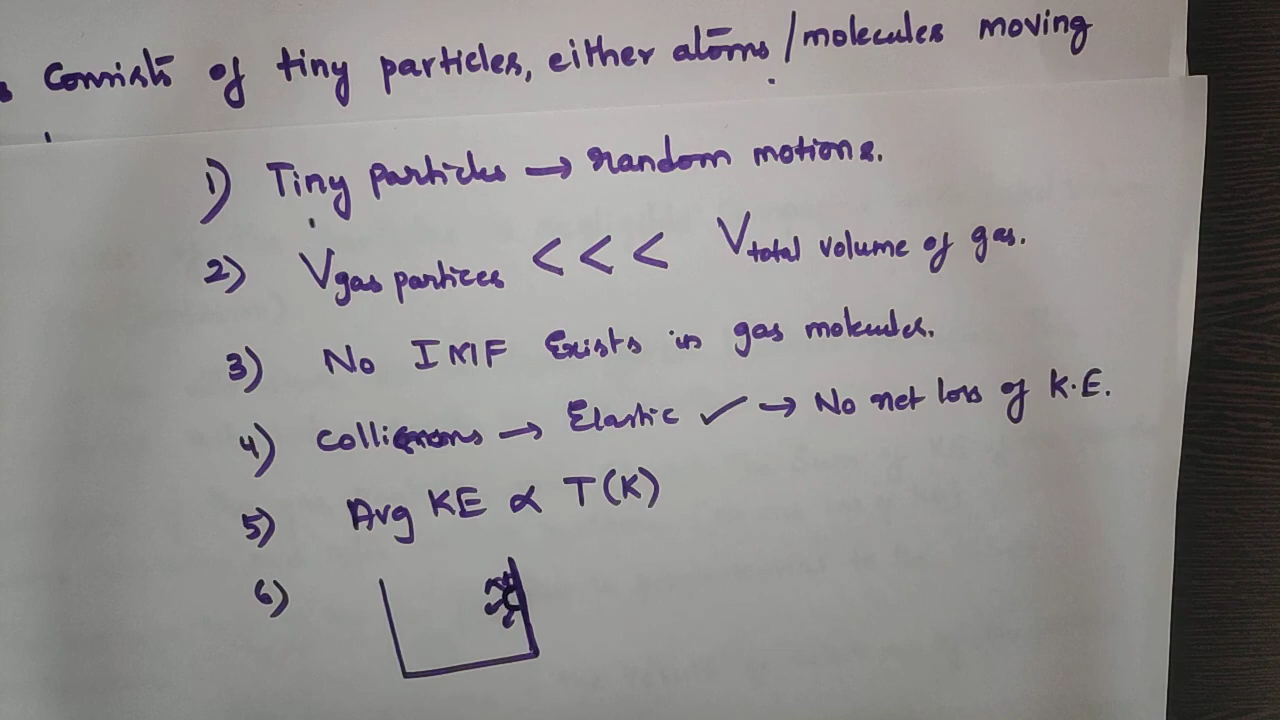 Consists of tiny particles, either atoms/molecules moving
1) Tiny particles → random motions.
2) Vgas partices <<< Vtotal volume of gas.
3) No IMF Exists in gas molecules.
4) Collisions → Elastic ✓ → No net loss of K.E.
5) Avg KE ∝ T(K)
6)